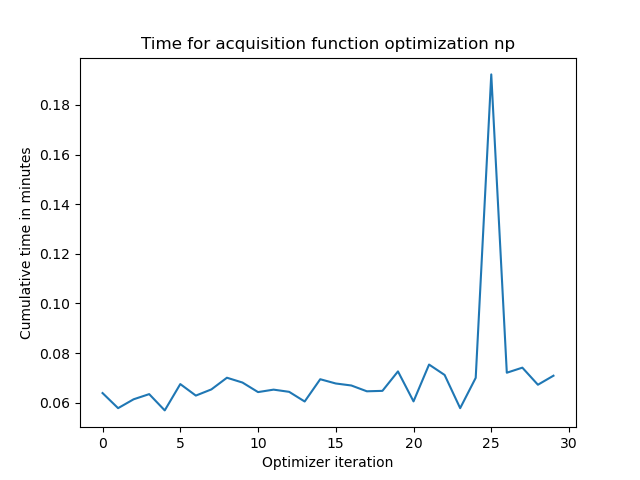 Time for acquisition function optimization np
Cumulative time in minutes
0.18
0.16
0.14
0.12
0.10
0.08
0.06
0 5 10 15 20 25 30
Optimizer iteration